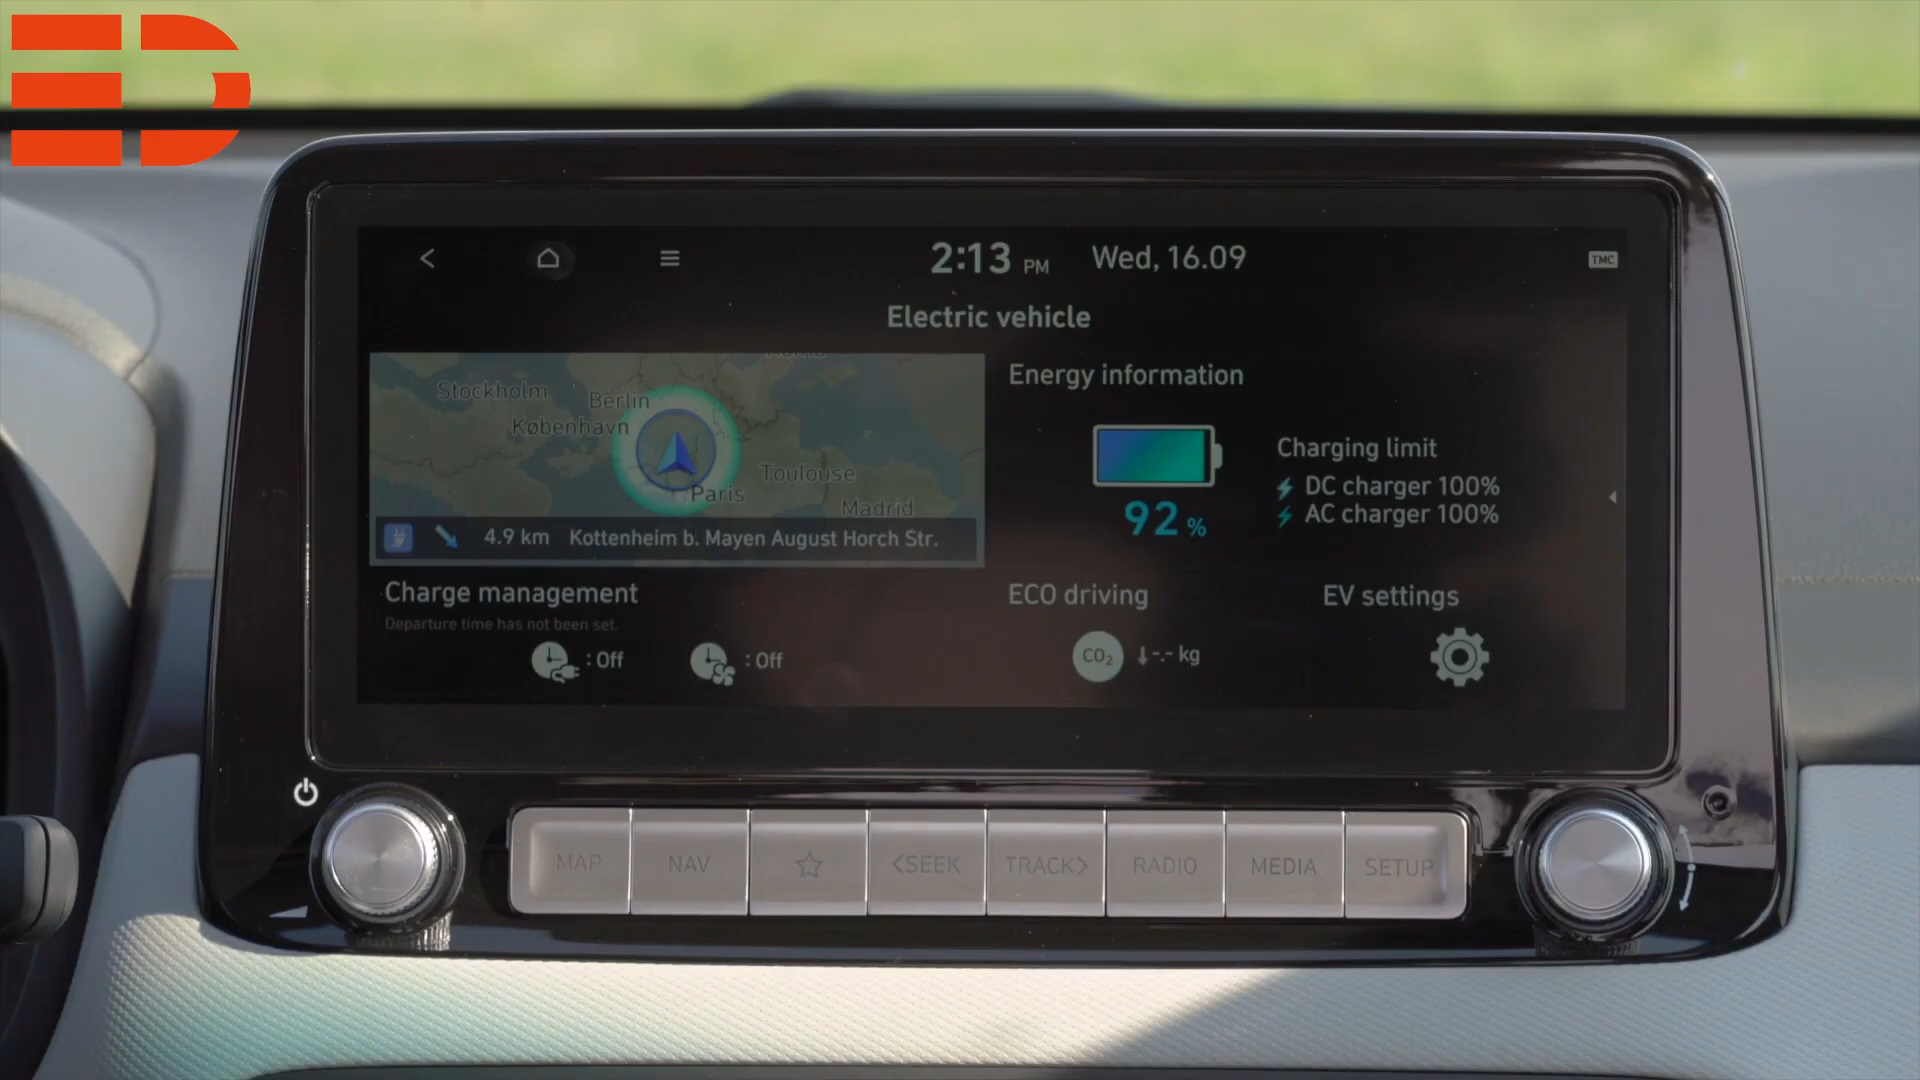 ED
2:13 PM Wed, 16.09
TMC
Electric vehicle
Stockholm
Berlin
København
Toulouse
Paris
Madrid
4.9 km Kottenheim b. Mayen August Horch Str.
Energy information
92 %
Charging limit
DC charger 100%
AC charger 100%
Charge management
Departure time has not been set.
: Off : Off
ECO driving
CO₂ ↓-.- kg
EV settings
MAP NAV ☆ <SEEK TRACK> RADIO MEDIA SETUP